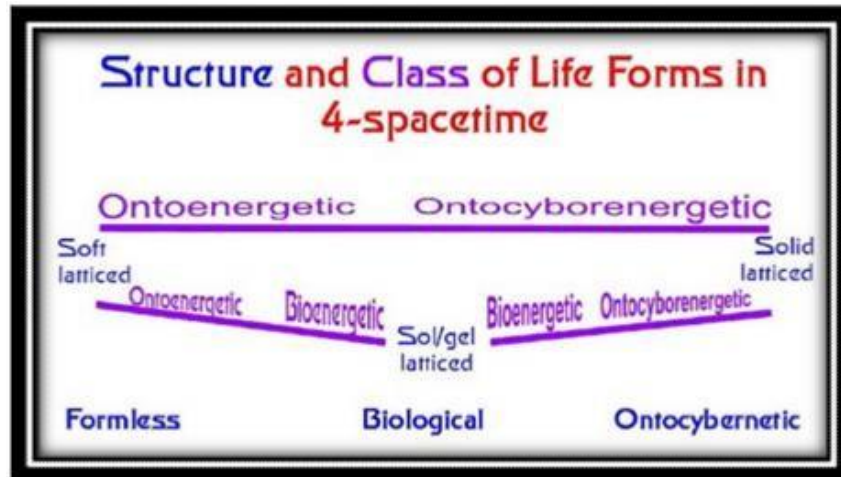 Structure and Class of Life Forms in
4-spacetime
Ontoenergetic Ontocyborenergetic
Soft
latticed
Solid
latticed
Ontoenergetic Bioenergetic
Sol/gel
latticed
Bioenergetic Ontocyborenergetic
Formless Biological Ontocybernetic